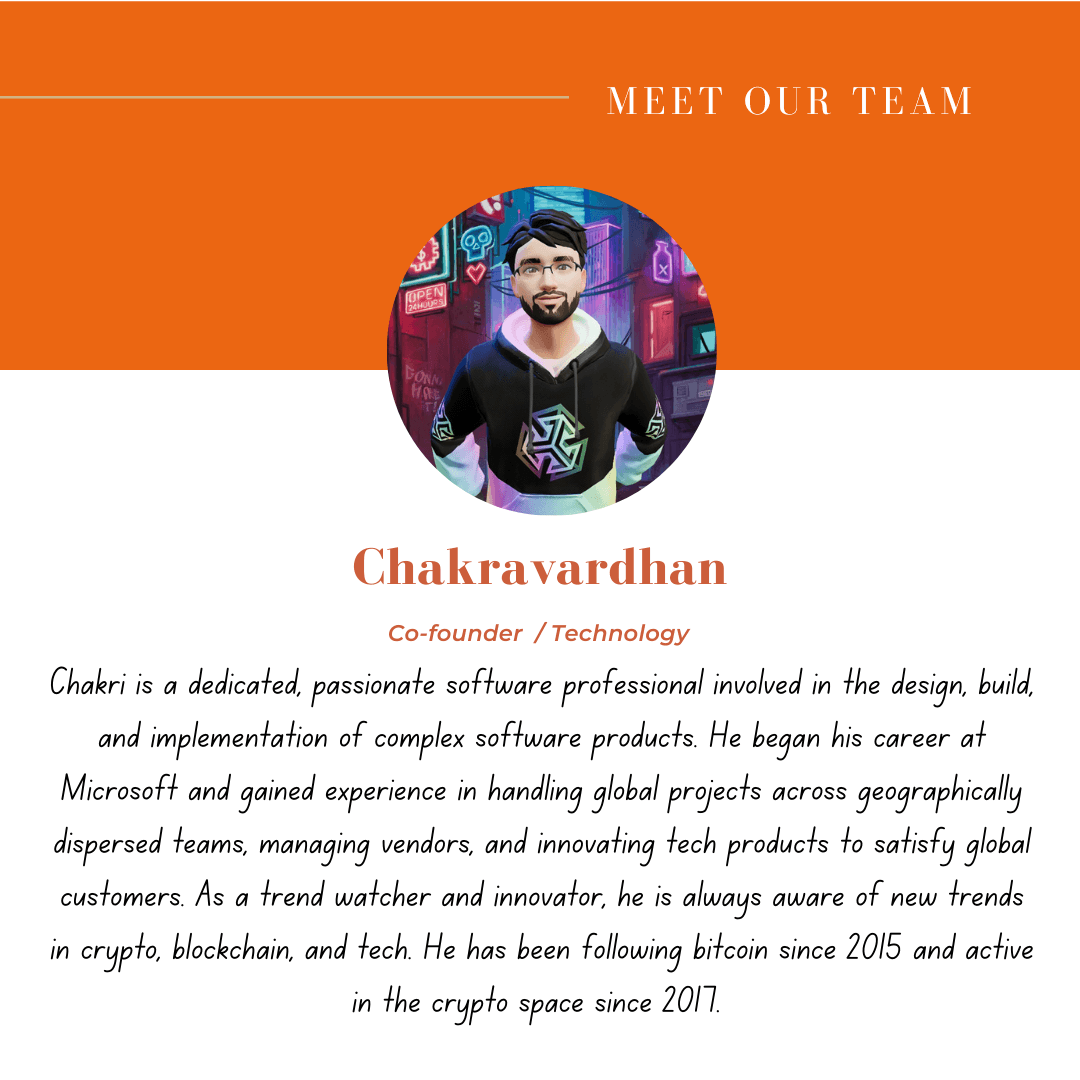 MEET OUR TEAM
OPEN
24HOURS
Chakravardhan
Co-founder / Technology
Chakri is a dedicated, passionate software professional involved in the design, build,
and implementation of complex software products. He began his career at
Microsoft and gained experience in handling global projects across geographically
dispersed teams, managing vendors, and innovating tech products to satisfy global
customers. As a trend watcher and innovator, he is always aware of new trends
in crypto, blockchain, and tech. He has been following bitcoin since 2015 and active
in the crypto space since 2017.